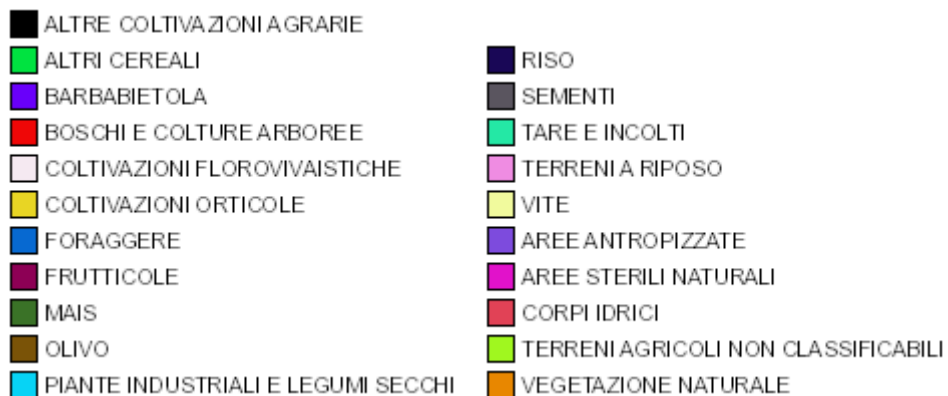 ALTRE COLTIVAZIONI AGRARIE
ALTRI CEREALI
BARBABIETOLA
BOSCHI E COLTURE ARBOREE
COLTIVAZIONI FLOROVIVAISTICHE
COLTIVAZIONI ORTICOLE
FORAGGERE
FRUTTICOLE
MAIS
OLIVO
PIANTE INDUSTRIALI E LEGUMI SECCHI
RISO
SEMENTI
TARE E INCOLTI
TERRENI A RIPOSO
VITE
AREE ANTROPIZZATE
AREE STERILI NATURALI
CORPI IDRICI
TERRENI AGRICOLI NON CLASSIFICABILI
VEGETAZIONE NATURALE